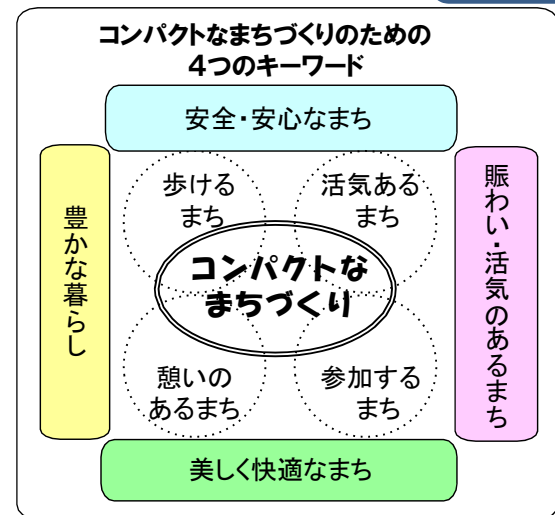 コンパクトなまちづくりのための
4つのキーワード
安全・安心なまち
豊かな暮らし
歩ける
まち
活気ある
まち
賑わい・活気のあるまち
コンパクトな
まちづくり
憩いの
あるまち
参加する
まち
美しく快適なまち